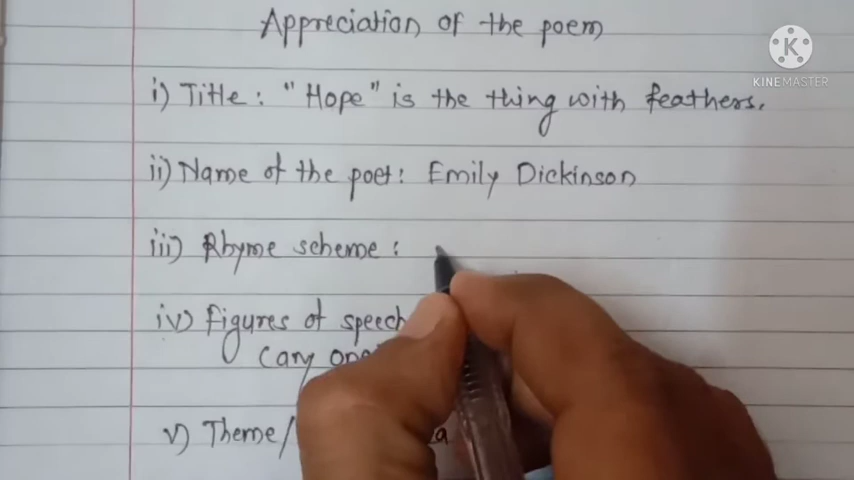 Appreciation of the poem
K
KINEMASTER
i) Title: "Hope" is the thing with feathers.
ii) Name of the poet: Emily Dickinson
iii) Rhyme scheme:
iv) Figures of speech
(any one
v) Theme/